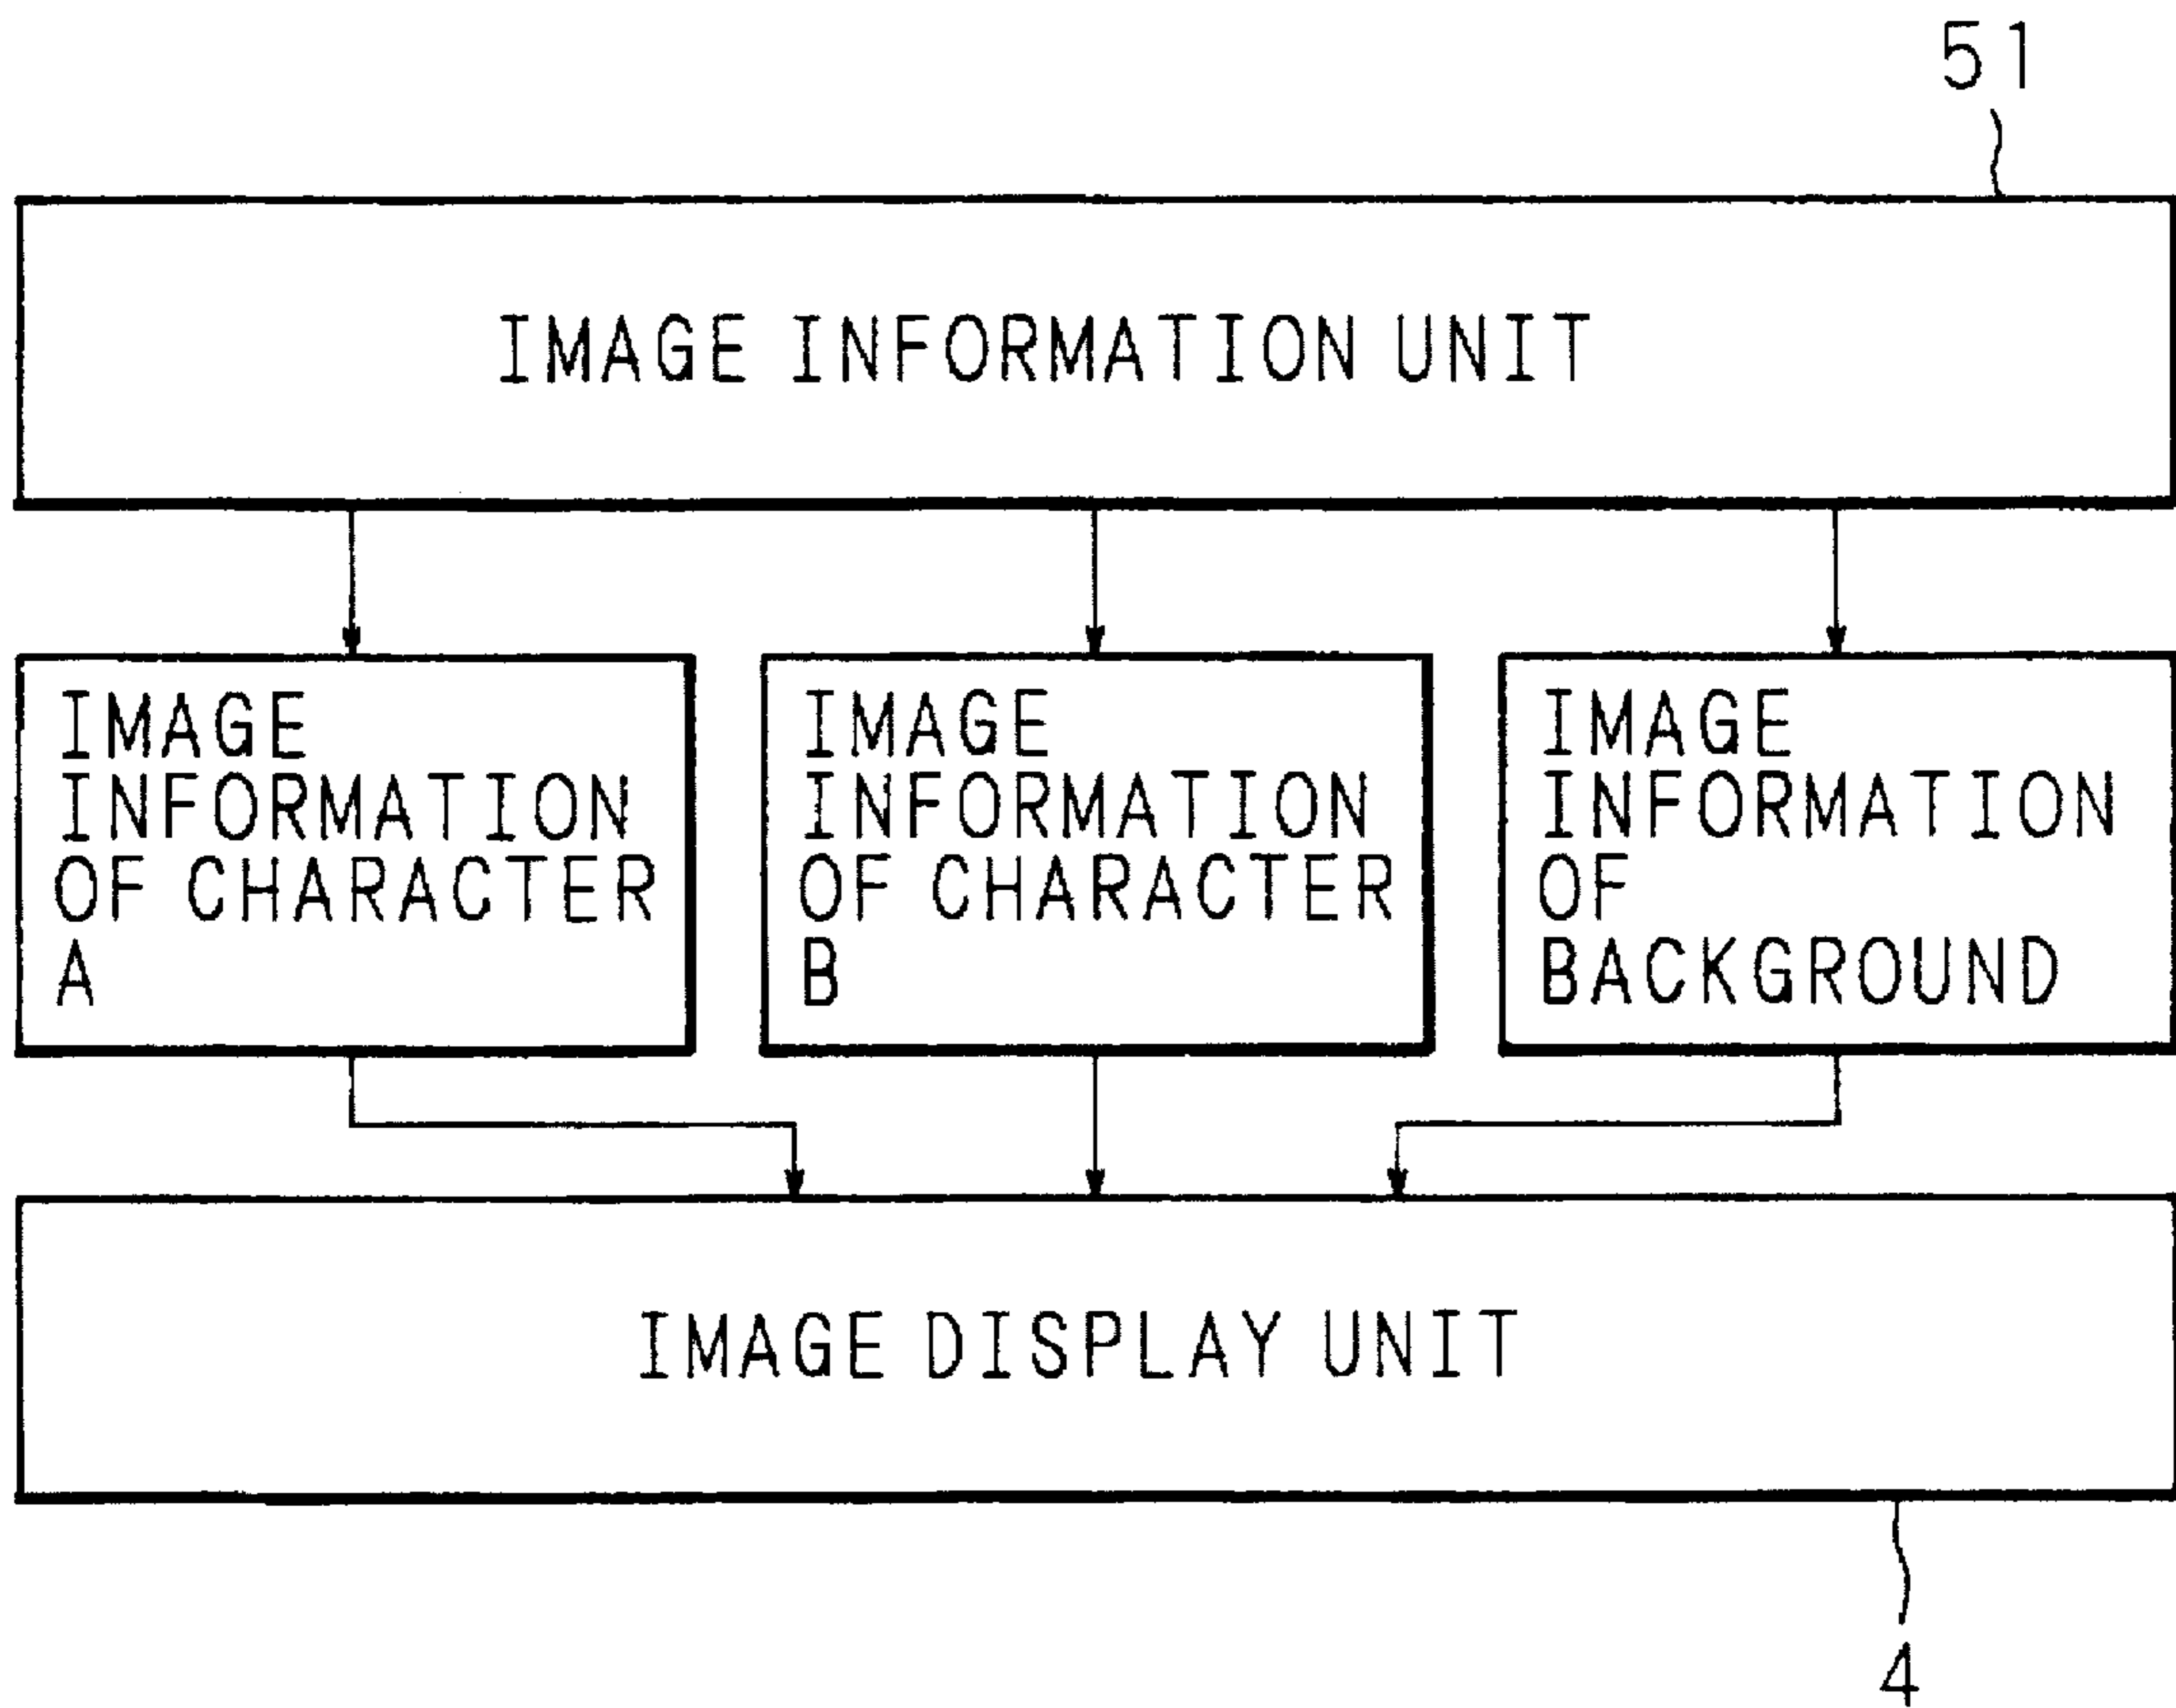 51
IMAGE INFORMATION UNIT
IMAGE
INFORMATION
OF CHARACTER
A
IMAGE
INFORMATION
OF CHARACTER
B
IMAGE
INFORMATION
OF
BACKGROUND
IMAGE DISPLAY UNIT
4